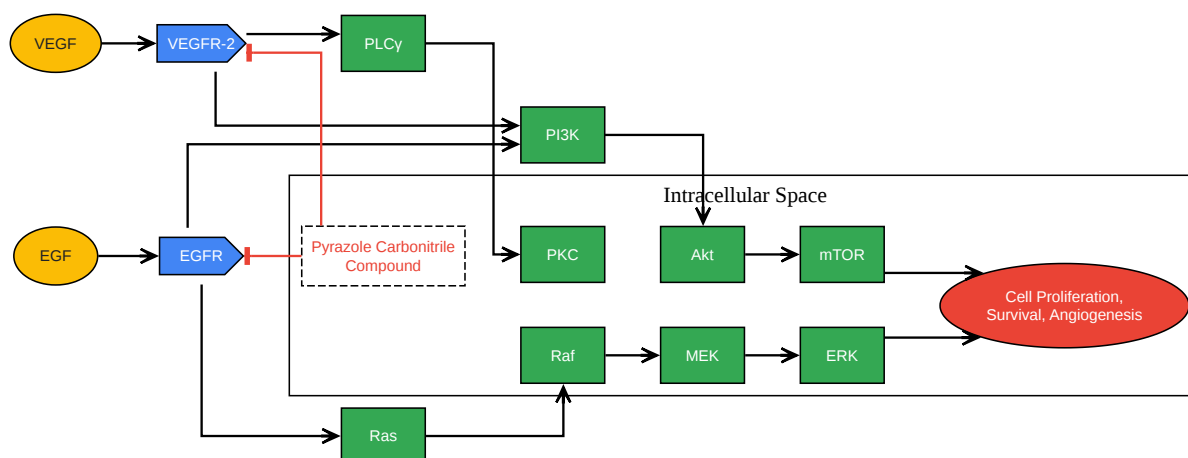 VEGF
VEGFR-2
PLCγ
PI3K
Intracellular Space
EGF
EGFR
Pyrazole Carbonitrile
Compound
PKC
Akt
mTOR
Cell Proliferation,
Survival, Angiogenesis
Raf
MEK
ERK
Ras